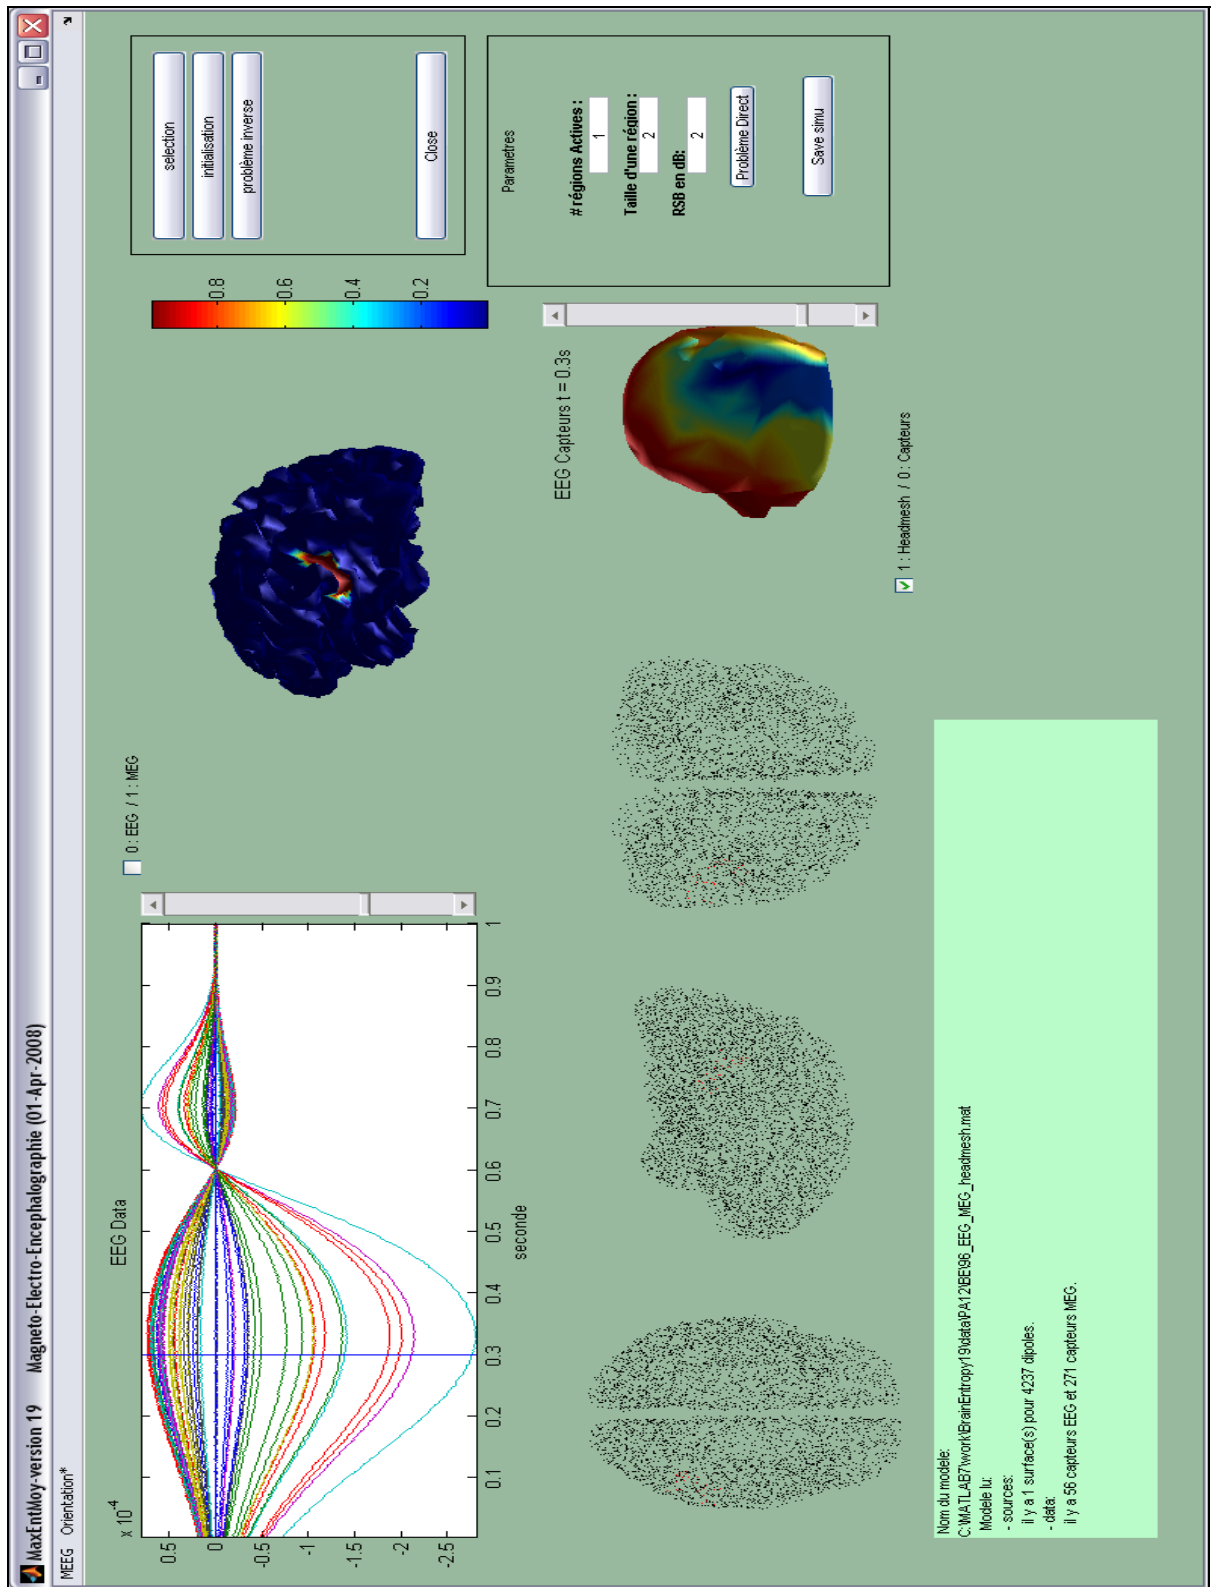 MaxEntMoy-version 19 Magneto-Electro-Encephalographie (01-Apr-2008)
MEEG Orientation*
EEG Data
x 10-4
0.5
0
-0.5
-1
-1.5
-2
-2.5
0.1
0.2
0.3
0.4
0.5
0.6
0.7
0.8
0.9
1
seconde
0 : EEG / 1 : MEG
0.8
0.6
0.4
0.2
selection
initialisation
problème inverse
Close
Parametres
# régions Actives :
1
Taille d'une région :
2
RSB en dB:
2
Problème Direct
Save simu
EEG Capteurs t = 0.3s
1 : Headmesh / 0 : Capteurs
Nom du modele:
C:\MATLAB7\work\BrainEntropy19\data\PA12\BE\96_EEG_MEG_headmesh.mat
Modele lu:
- sources:
il y a 1 surface(s) pour 4237 dipoles.
- data:
il y a 56 capteurs EEG et 271 capteurs MEG.